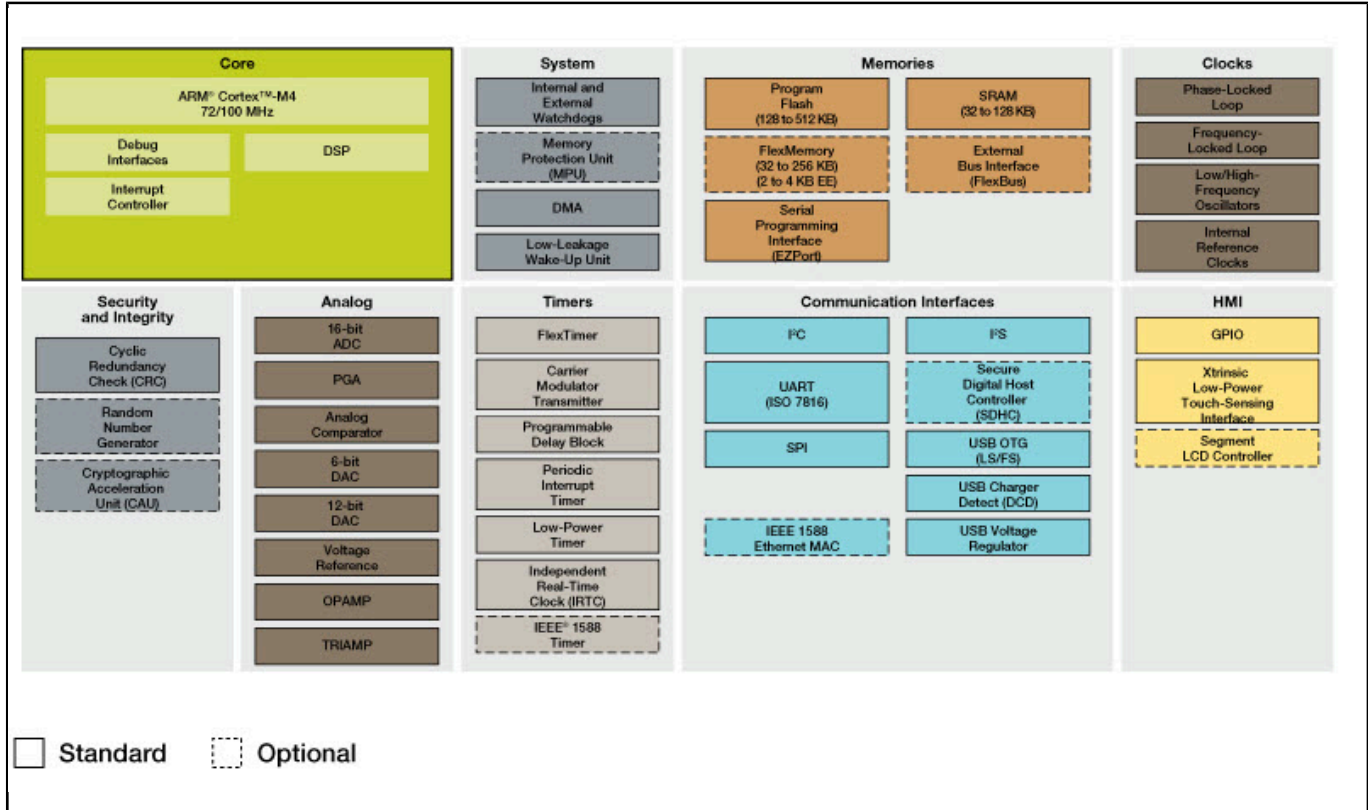 Core
ARM® Cortex™-M4
72/100 MHz
Debug
Interfaces
DSP
Interrupt
Controller
System
Internal and
External
Watchdogs
Memory
Protection Unit
(MPU)
DMA
Low-Leakage
Wake-Up Unit
Memories
Program
Flash
(128 to 512 KB)
SRAM
(32 to 128 KB)
FlexMemory
(32 to 256 KB)
(2 to 4 KB EE)
External
Bus Interface
(FlexBus)
Serial
Programming
Interface
(EZPort)
Clocks
Phase-Locked
Loop
Frequency-
Locked Loop
Low/High-
Frequency
Oscillators
Internal
Reference
Clocks
Security
and Integrity
Cyclic
Redundancy
Check (CRC)
Random
Number
Generator
Cryptographic
Acceleration
Unit (CAU)
Analog
16-bit
ADC
PGA
Analog
Comparator
6-bit
DAC
12-bit
DAC
Voltage
Reference
OPAMP
TRIAMP
Timers
FlexTimer
Carrier
Modulator
Transmitter
Programmable
Delay Block
Periodic
Interrupt
Timer
Low-Power
Timer
Independent
Real-Time
Clock (IRTC)
IEEE® 1588
Timer
Communication Interfaces
I²C
I²S
UART
(ISO 7816)
Secure
Digital Host
Controller
(SDHC)
SPI
USB OTG
(LS/FS)
USB Charger
Detect (DCD)
IEEE 1588
Ethernet MAC
USB Voltage
Regulator
HMI
GPIO
Xtrinsic
Low-Power
Touch-Sensing
Interface
Segment
LCD Controller
Standard
Optional